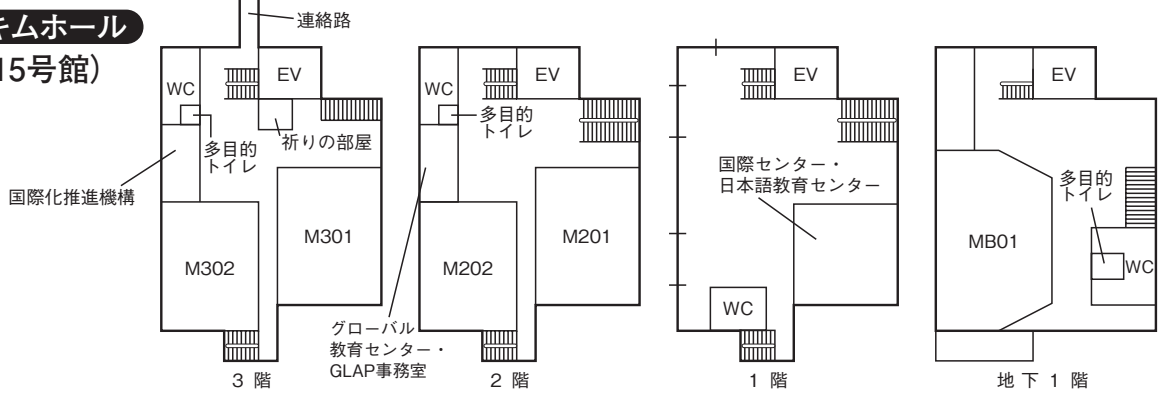 キムホール
15号館）
連絡路
WC
EV
多目的
トイレ
祈りの部屋
国際化推進機構
M301
M302
3 階
WC
EV
多目的
トイレ
M201
M202
グローバル
教育センター・
GLAP事務室
2 階
EV
国際センター・
日本語教育センター
WC
1 階
EV
多目的
トイレ
MB01
WC
地 下 1 階